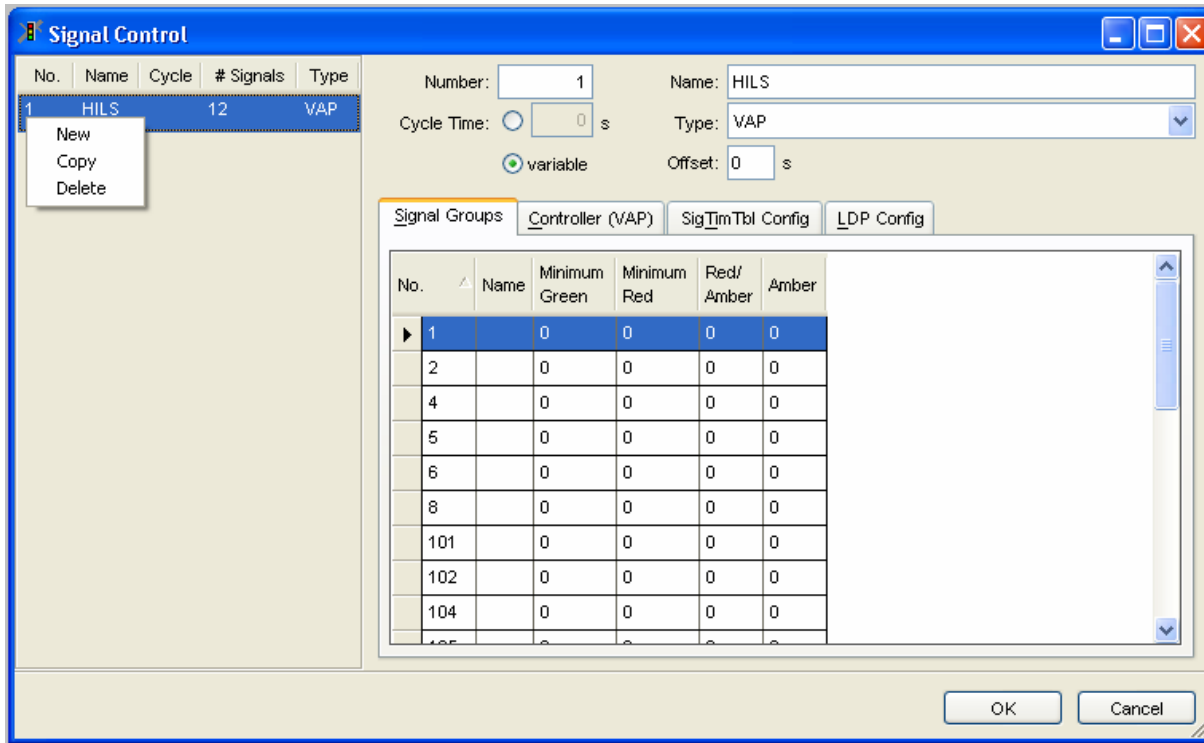 Signal Control
No. Name Cycle # Signals Type
1 HILS 12 VAP
New
Copy
Delete
Number: 1 Name: HILS
Cycle Time: 0 s Type: VAP
variable Offset: 0 s
Signal Groups Controller (VAP) SigTimTbl Config LDP Config
No. Name Minimum Green Minimum Red Red/ Amber Amber
1 0 0 0 0
2 0 0 0 0
4 0 0 0 0
5 0 0 0 0
6 0 0 0 0
8 0 0 0 0
101 0 0 0 0
102 0 0 0 0
104 0 0 0 0
OK Cancel